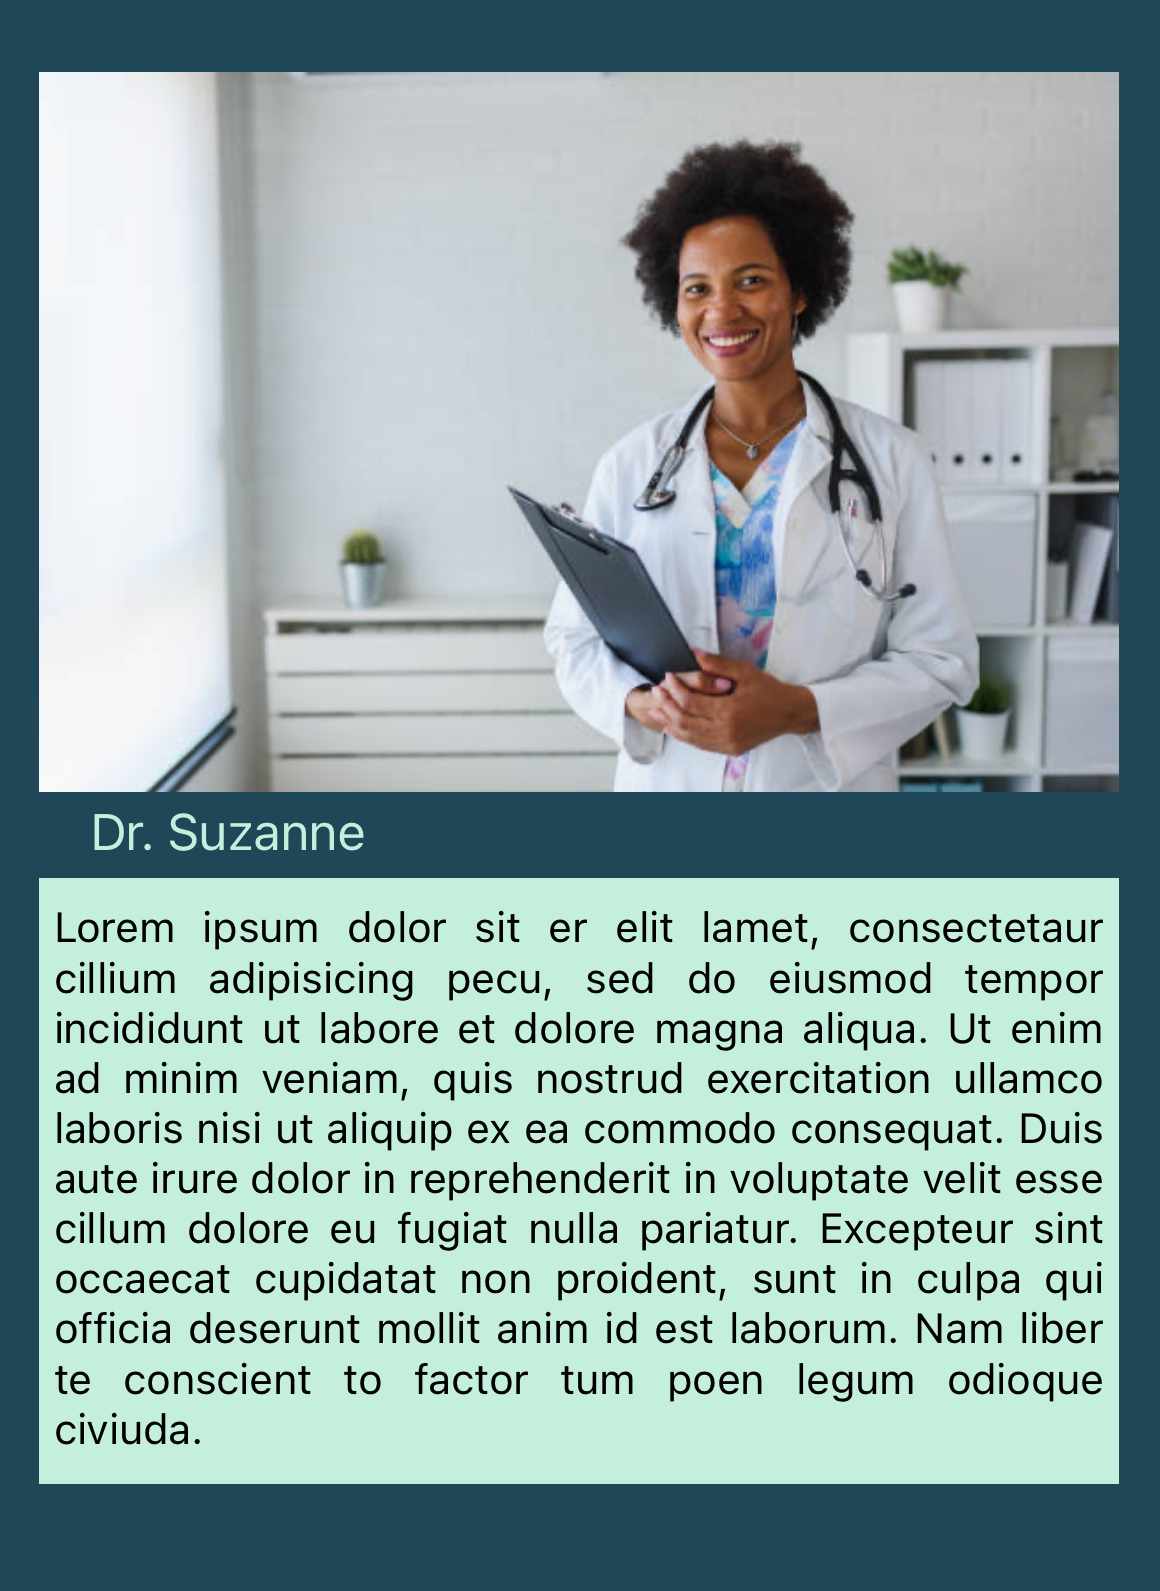 Dr. Suzanne
Lorem ipsum dolor sit er elit lamet, consectetaur
cillium adipisicing pecu, sed do eiusmod tempor
incididunt ut labore et dolore magna aliqua. Ut enim
ad minim veniam, quis nostrud exercitation ullamco
laboris nisi ut aliquip ex ea commodo consequat. Duis
aute irure dolor in reprehenderit in voluptate velit esse
cillum dolore eu fugiat nulla pariatur. Excepteur sint
occaecat cupidatat non proident, sunt in culpa qui
officia deserunt mollit anim id est laborum. Nam liber
te conscient to factor tum poen legum odioque
civiuda.